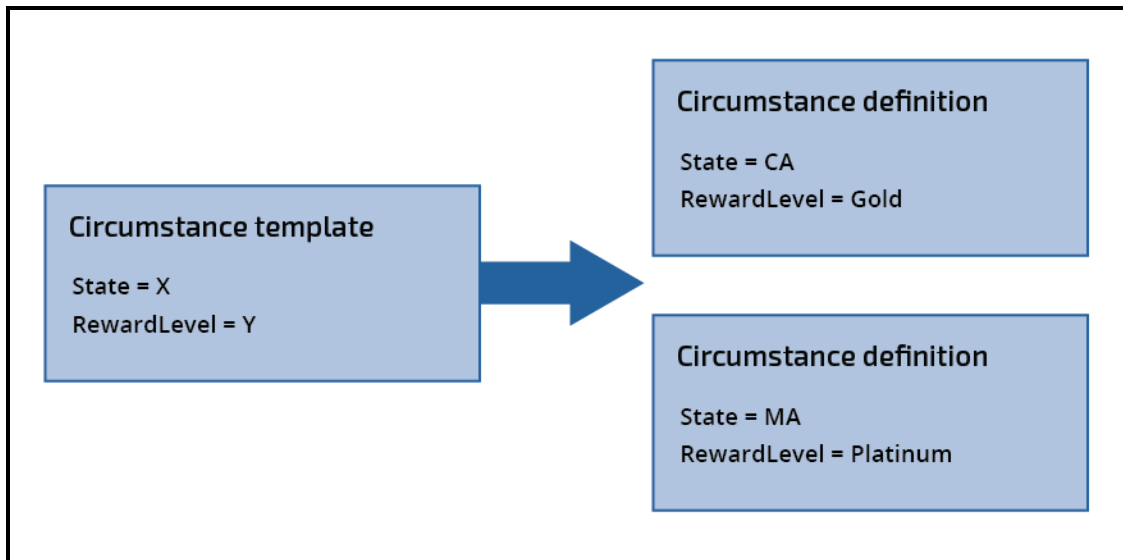 Circumstance template
State = X
RewardLevel = Y
Circumstance definition
State = CA
RewardLevel = Gold
Circumstance definition
State = MA
RewardLevel = Platinum